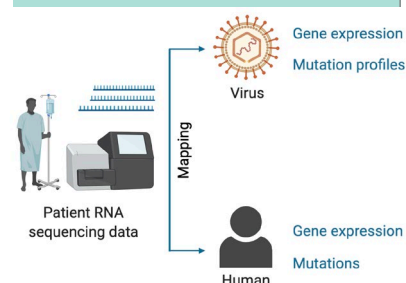 Gene expression
Mutation profiles
Virus
Mapping
Patient RNA
sequencing data
Gene expression
Mutations
Human